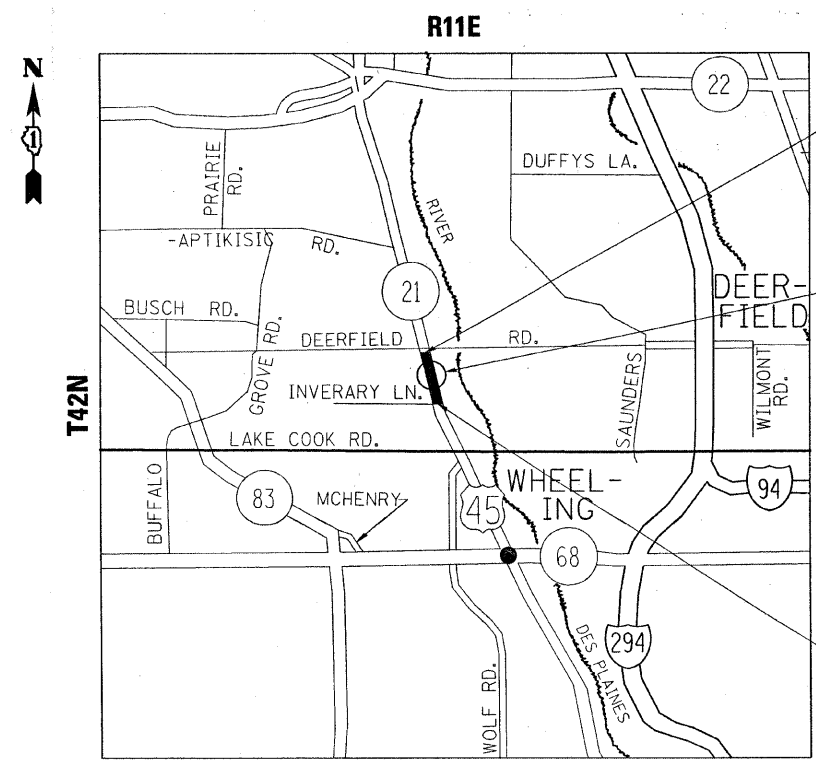 R11E
N
1
22
PRAIRIE
RD.
DUFFYS LA.
RIVER
-APTIKISIC RD.
21
DEER-
FIELD
BUSCH RD.
GROVE RD.
DEERFIELD RD.
SAUNDERS
WILMONT
RD.
INVERARY LN.
T42N
LAKE COOK RD.
BUFFALO
83
MCHENRY
45
WHEEL-
ING
94
68
294
DES PLAINES
WOLF RD.